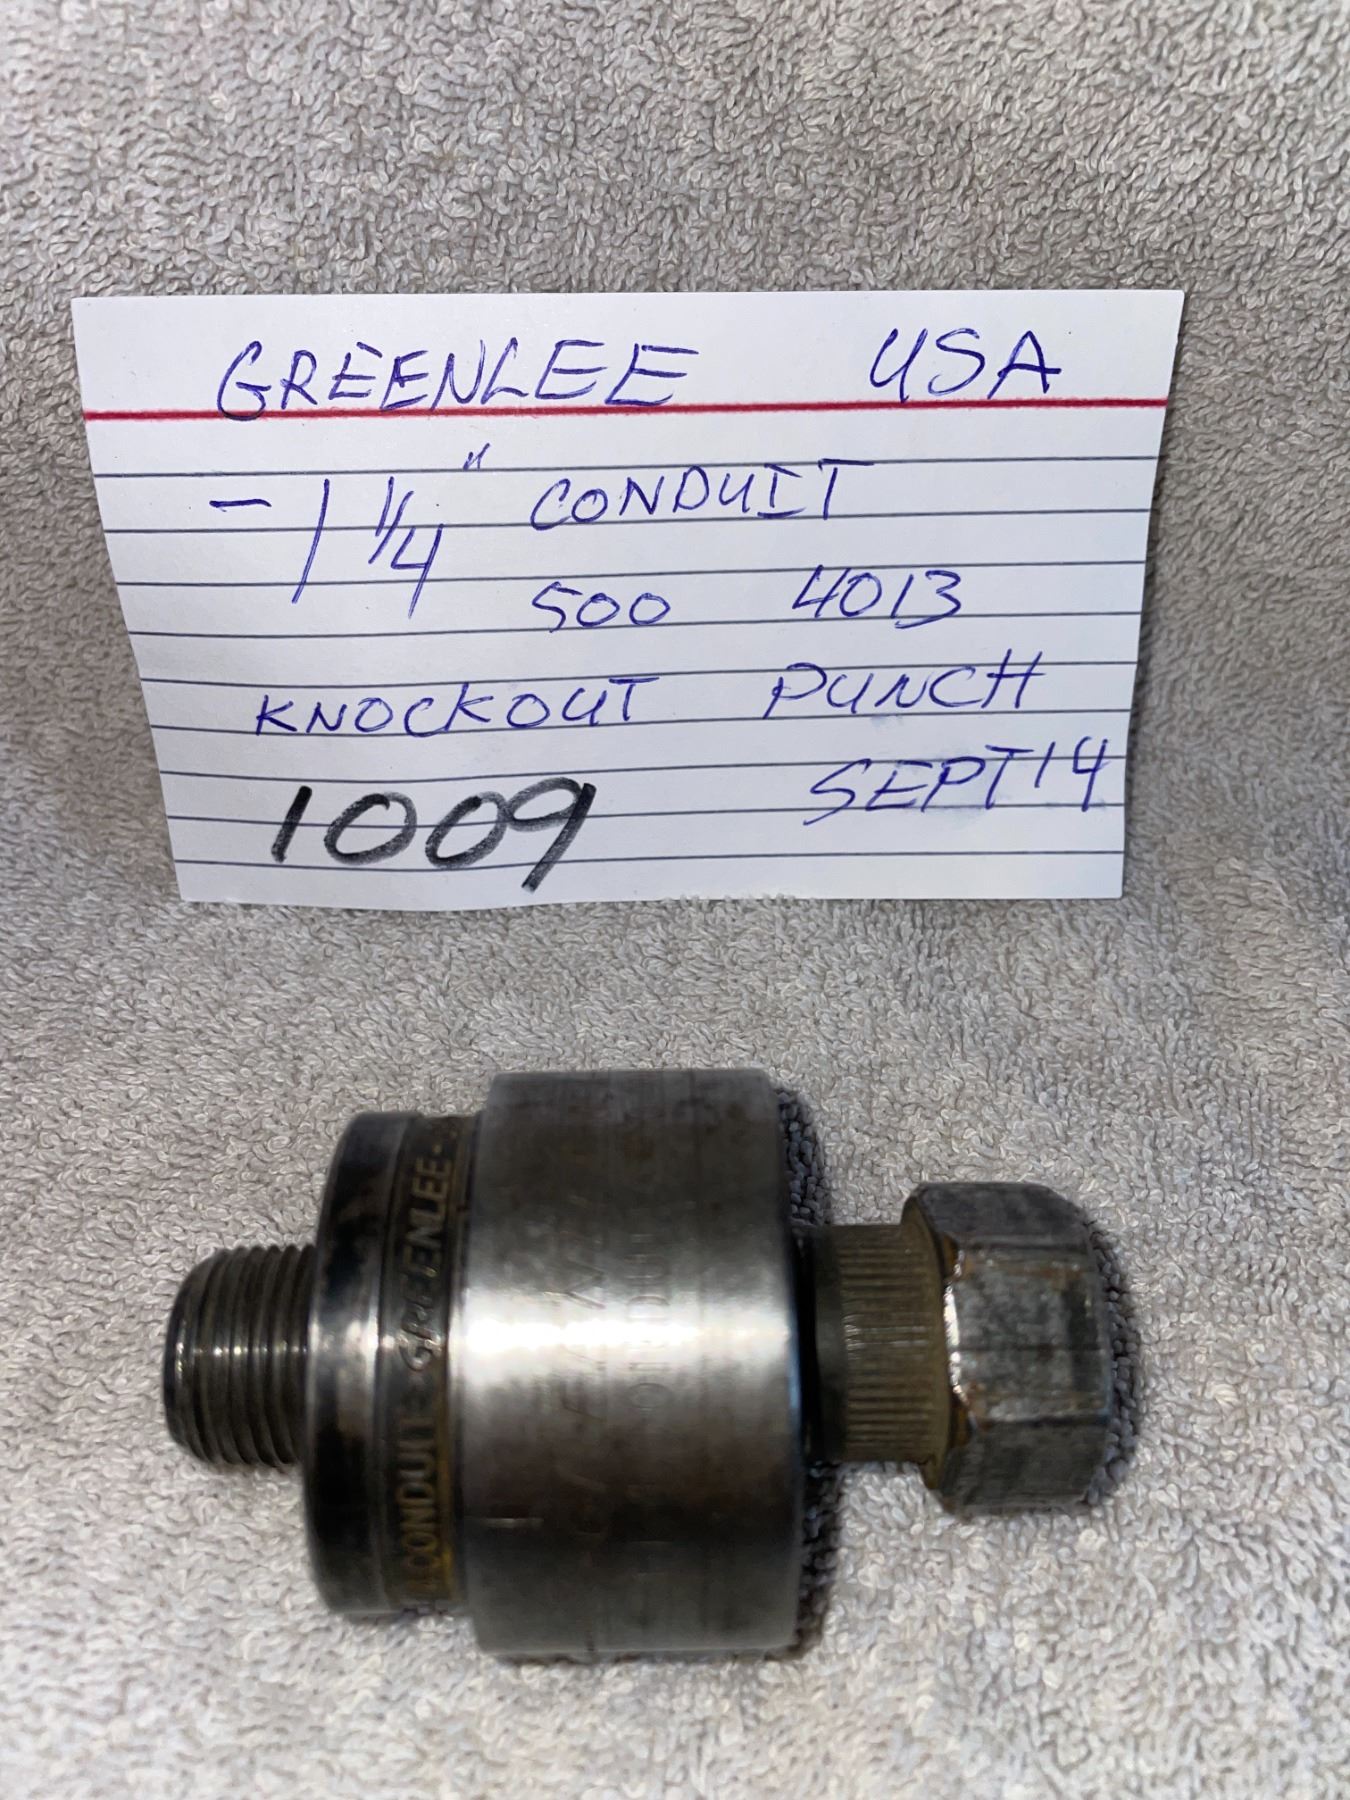 GREENLEE USA
- 1 1/4" CONDUIT
500 4013
KNOCKOUT PUNCH
SEPT 14
1009
GREENLEE
CONDUIT